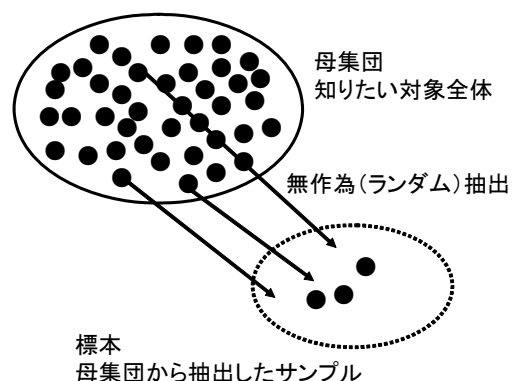 母集団
知りたい対象全体
無作為(ランダム)抽出
標本
母集団から抽出したサンプル